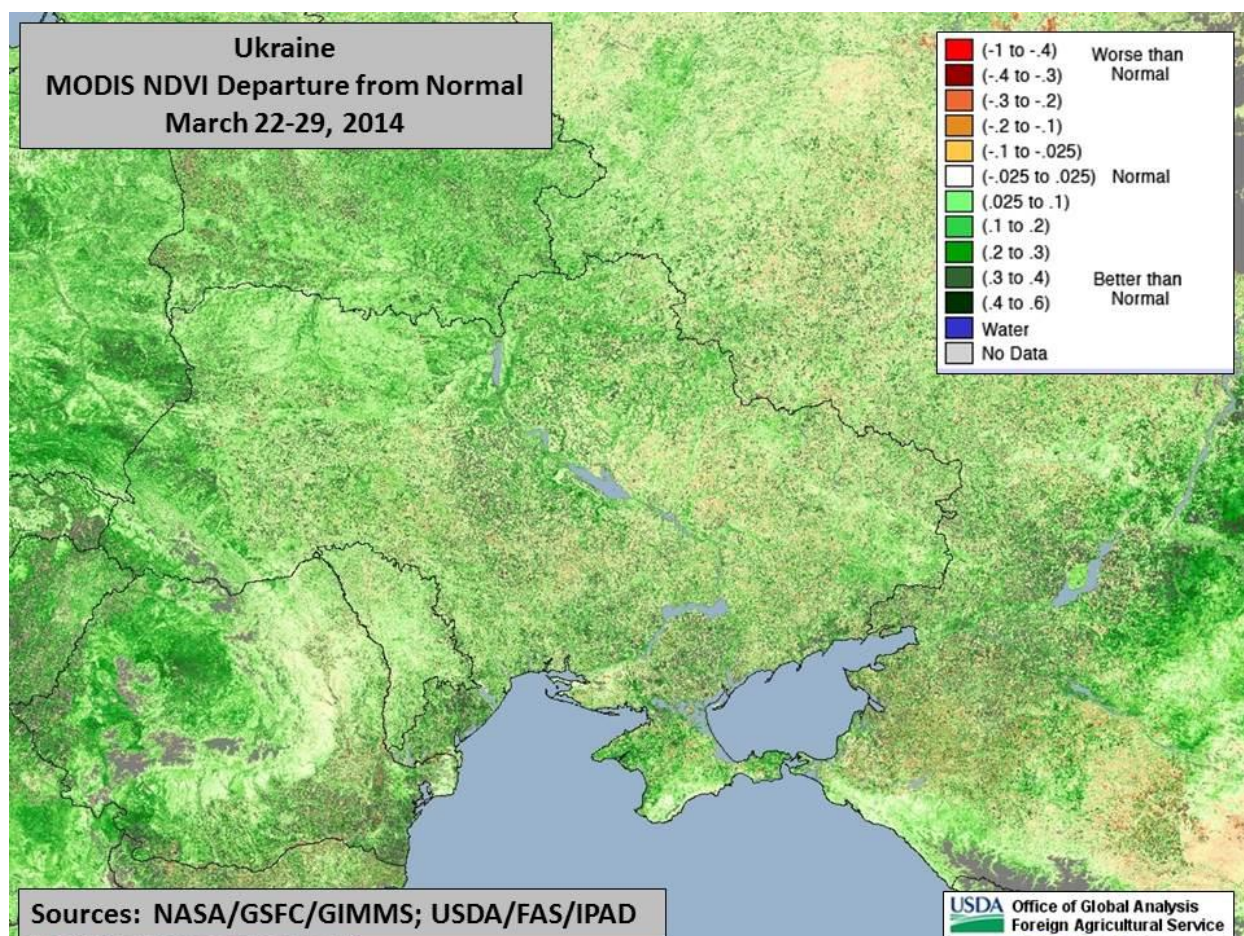 Ukraine
MODIS NDVI Departure from Normal
March 22-29, 2014
(-1 to -.4)
Worse than
Normal
(-.4 to -.3)
(-.3 to -.2)
(-.2 to -.1)
(-.1 to -.025)
(-.025 to .025) Normal
(.025 to .1)
(.1 to .2)
(.2 to .3)
(.3 to .4)
Better than
Normal
(.4 to .6)
Water
No Data
Sources: NASA/GSFC/GIMMS; USDA/FAS/IPAD
USDA
Office of Global Analysis
Foreign Agricultural Service